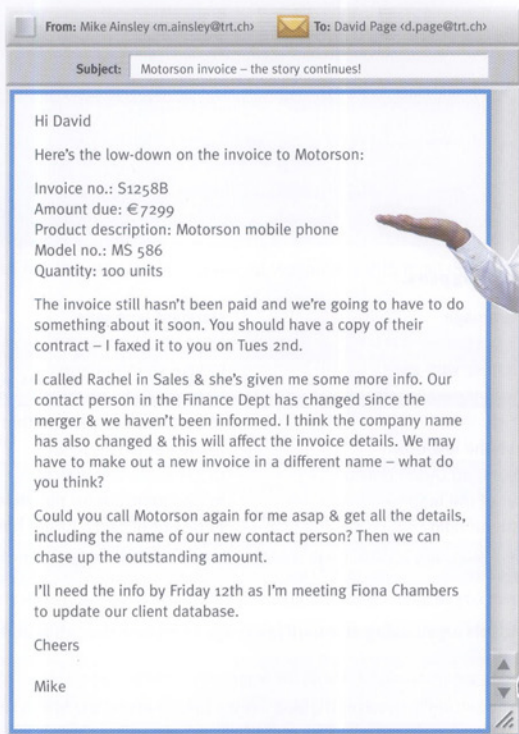 From: Mike Ainsley <m.ainsley@trt.ch> To: David Page <d.page@trt.ch>
Subject: Motorson invoice – the story continues!
Hi David
Here's the low-down on the invoice to Motorson:
Invoice no.: S1258B
Amount due: €7299
Product description: Motorson mobile phone
Model no.: MS 586
Quantity: 100 units
The invoice still hasn't been paid and we're going to have to do
something about it soon. You should have a copy of their
contract – I faxed it to you on Tues 2nd.
I called Rachel in Sales & she's given me some more info. Our
contact person in the Finance Dept has changed since the
merger & we haven't been informed. I think the company name
has also changed & this will affect the invoice details. We may
have to make out a new invoice in a different name – what do
you think?
Could you call Motorson again for me asap & get all the details,
including the name of our new contact person? Then we can
chase up the outstanding amount.
I'll need the info by Friday 12th as I'm meeting Fiona Chambers
to update our client database.
Cheers
Mike